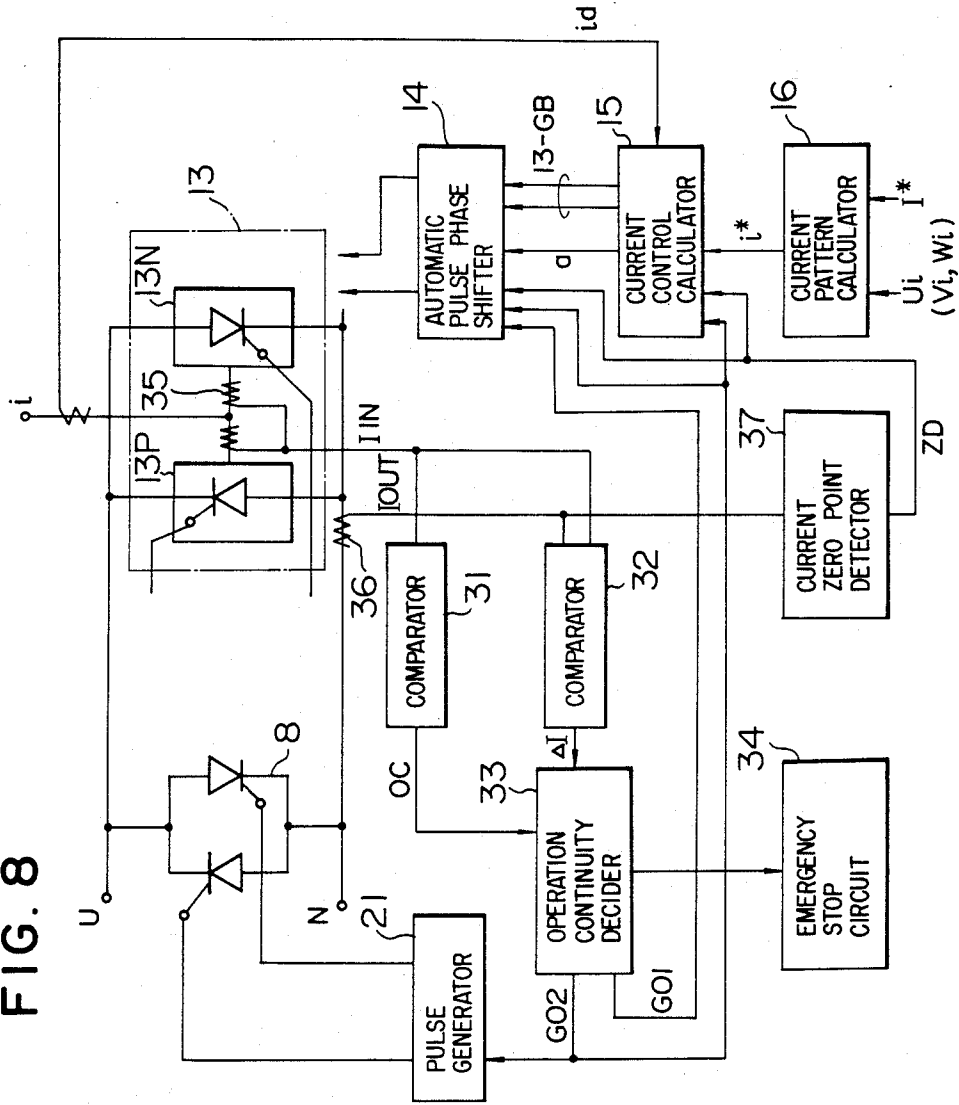 FIG. 8
U
N
8
PULSE
GENERATOR
21
i
id
13
13P
13N
35
36
I IN
IOUT
COMPARATOR
31
COMPARATOR
32
OC
ΔI
OPERATION
CONTINUITY
DECIDER
33
GO2
GO1
EMERGENCY
STOP
CIRCUIT
34
AUTOMATIC
PULSE PHASE
SHIFTER
14
13-GB
a
CURRENT
CONTROL
CALCULATOR
15
i*
CURRENT
PATTERN
CALCULATOR
16
I*
Ui
(Vi, Wi)
CURRENT
ZERO POINT
DETECTOR
37
ZD